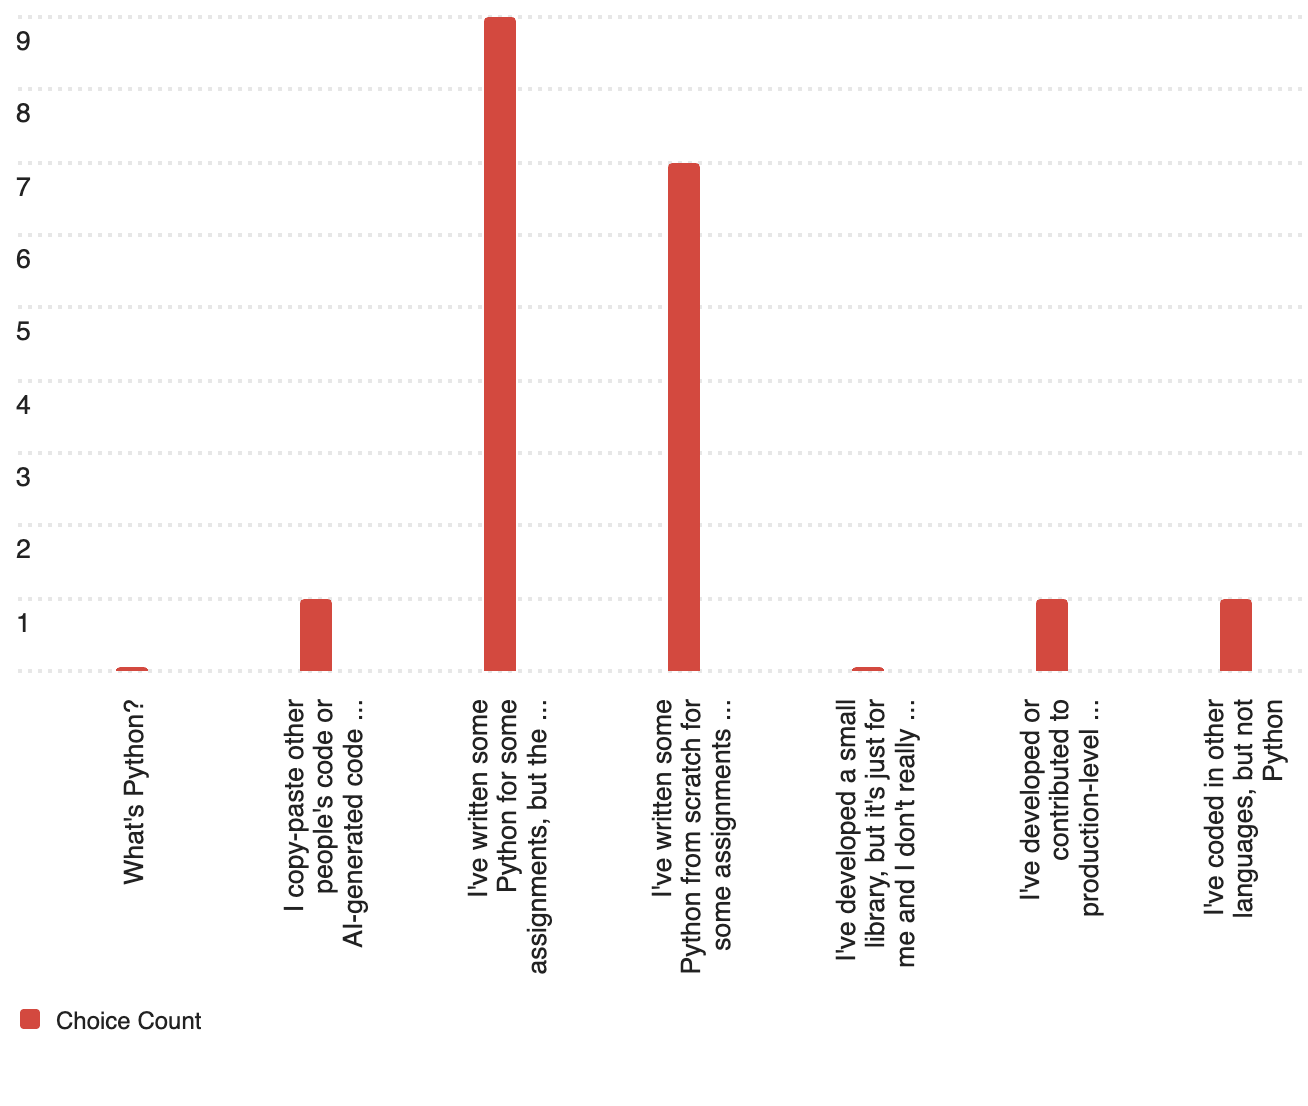 9
8
7
6
5
4
3
2
1
What's Python?
I copy-paste other
people's code or
AI-generated code ...
I've written some
Python for some
assignments, but the ...
I've written some
Python from scratch for
some assignments ...
I've developed a small
library, but it's just for
me and I don't really ...
I've developed or
contributed to
production-level ...
I've coded in other
languages, but not
Python
Choice Count